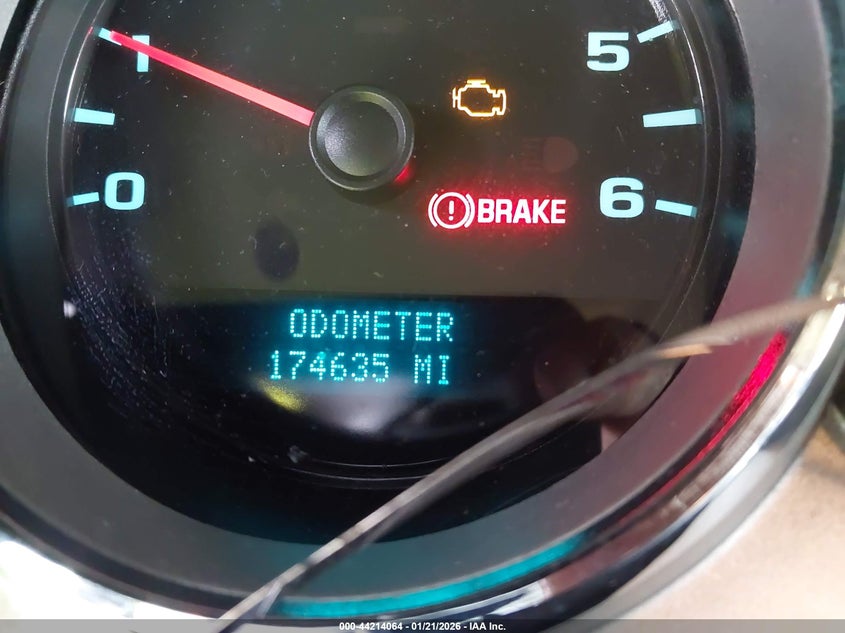 1
5
0
6
BRAKE
ODOMETER
174635 MI
000-44214064 - 01/21/2026 - IAA Inc.